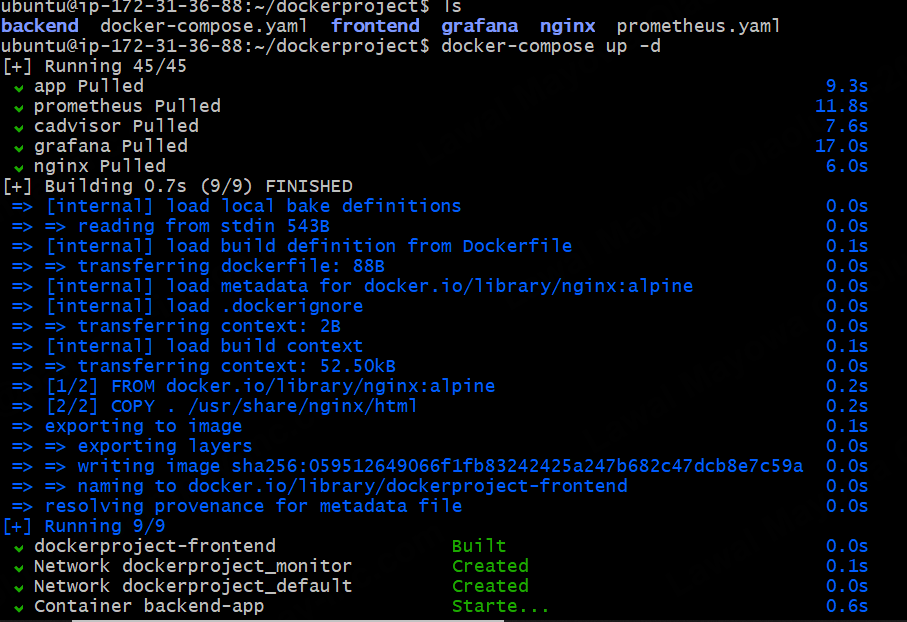 ubuntu@ip-172-31-36-88:~/dockerproject$ ls
backend docker-compose.yaml frontend grafana nginx prometheus.yaml
ubuntu@ip-172-31-36-88:~/dockerproject$ docker-compose up -d
[+] Running 45/45
✔ app Pulled 9.3s
✔ prometheus Pulled 11.8s
✔ cadvisor Pulled 7.6s
✔ grafana Pulled 17.0s
✔ nginx Pulled 6.0s
[+] Building 0.7s (9/9) FINISHED
=> [internal] load local bake definitions 0.0s
=> => reading from stdin 543B 0.0s
=> [internal] load build definition from Dockerfile 0.1s
=> => transferring dockerfile: 88B 0.0s
=> [internal] load metadata for docker.io/library/nginx:alpine 0.0s
=> [internal] load .dockerignore 0.0s
=> => transferring context: 2B 0.0s
=> [internal] load build context 0.1s
=> => transferring context: 52.50kB 0.0s
=> [1/2] FROM docker.io/library/nginx:alpine 0.2s
=> [2/2] COPY . /usr/share/nginx/html 0.2s
=> exporting to image 0.1s
=> => exporting layers 0.0s
=> => writing image sha256:059512649066f1fb83242425a247b682c47dcb8e7c59a 0.0s
=> => naming to docker.io/library/dockerproject-frontend 0.0s
=> resolving provenance for metadata file 0.0s
[+] Running 9/9
✔ dockerproject-frontend Built 0.0s
✔ Network dockerproject_monitor Created 0.1s
✔ Network dockerproject_default Created 0.0s
✔ Container backend-app Starte... 0.6s